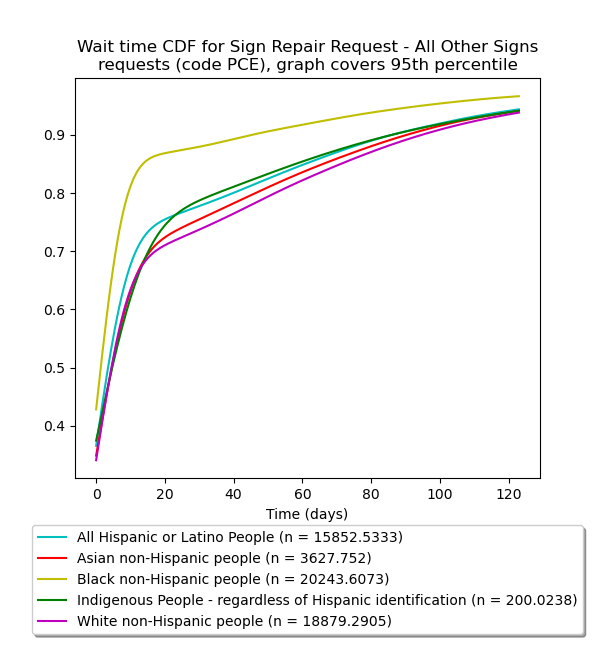 Wait time CDF for Sign Repair Request - All Other Signs
requests (code PCE), graph covers 95th percentile
0.9
0.8
0.7
0.6
0.5
0.4
0 20 40 60 80 100 120
Time (days)
All Hispanic or Latino People (n = 15852.5333)
Asian non-Hispanic people (n = 3627.752)
Black non-Hispanic people (n = 20243.6073)
Indigenous People - regardless of Hispanic identification (n = 200.0238)
White non-Hispanic people (n = 18879.2905)